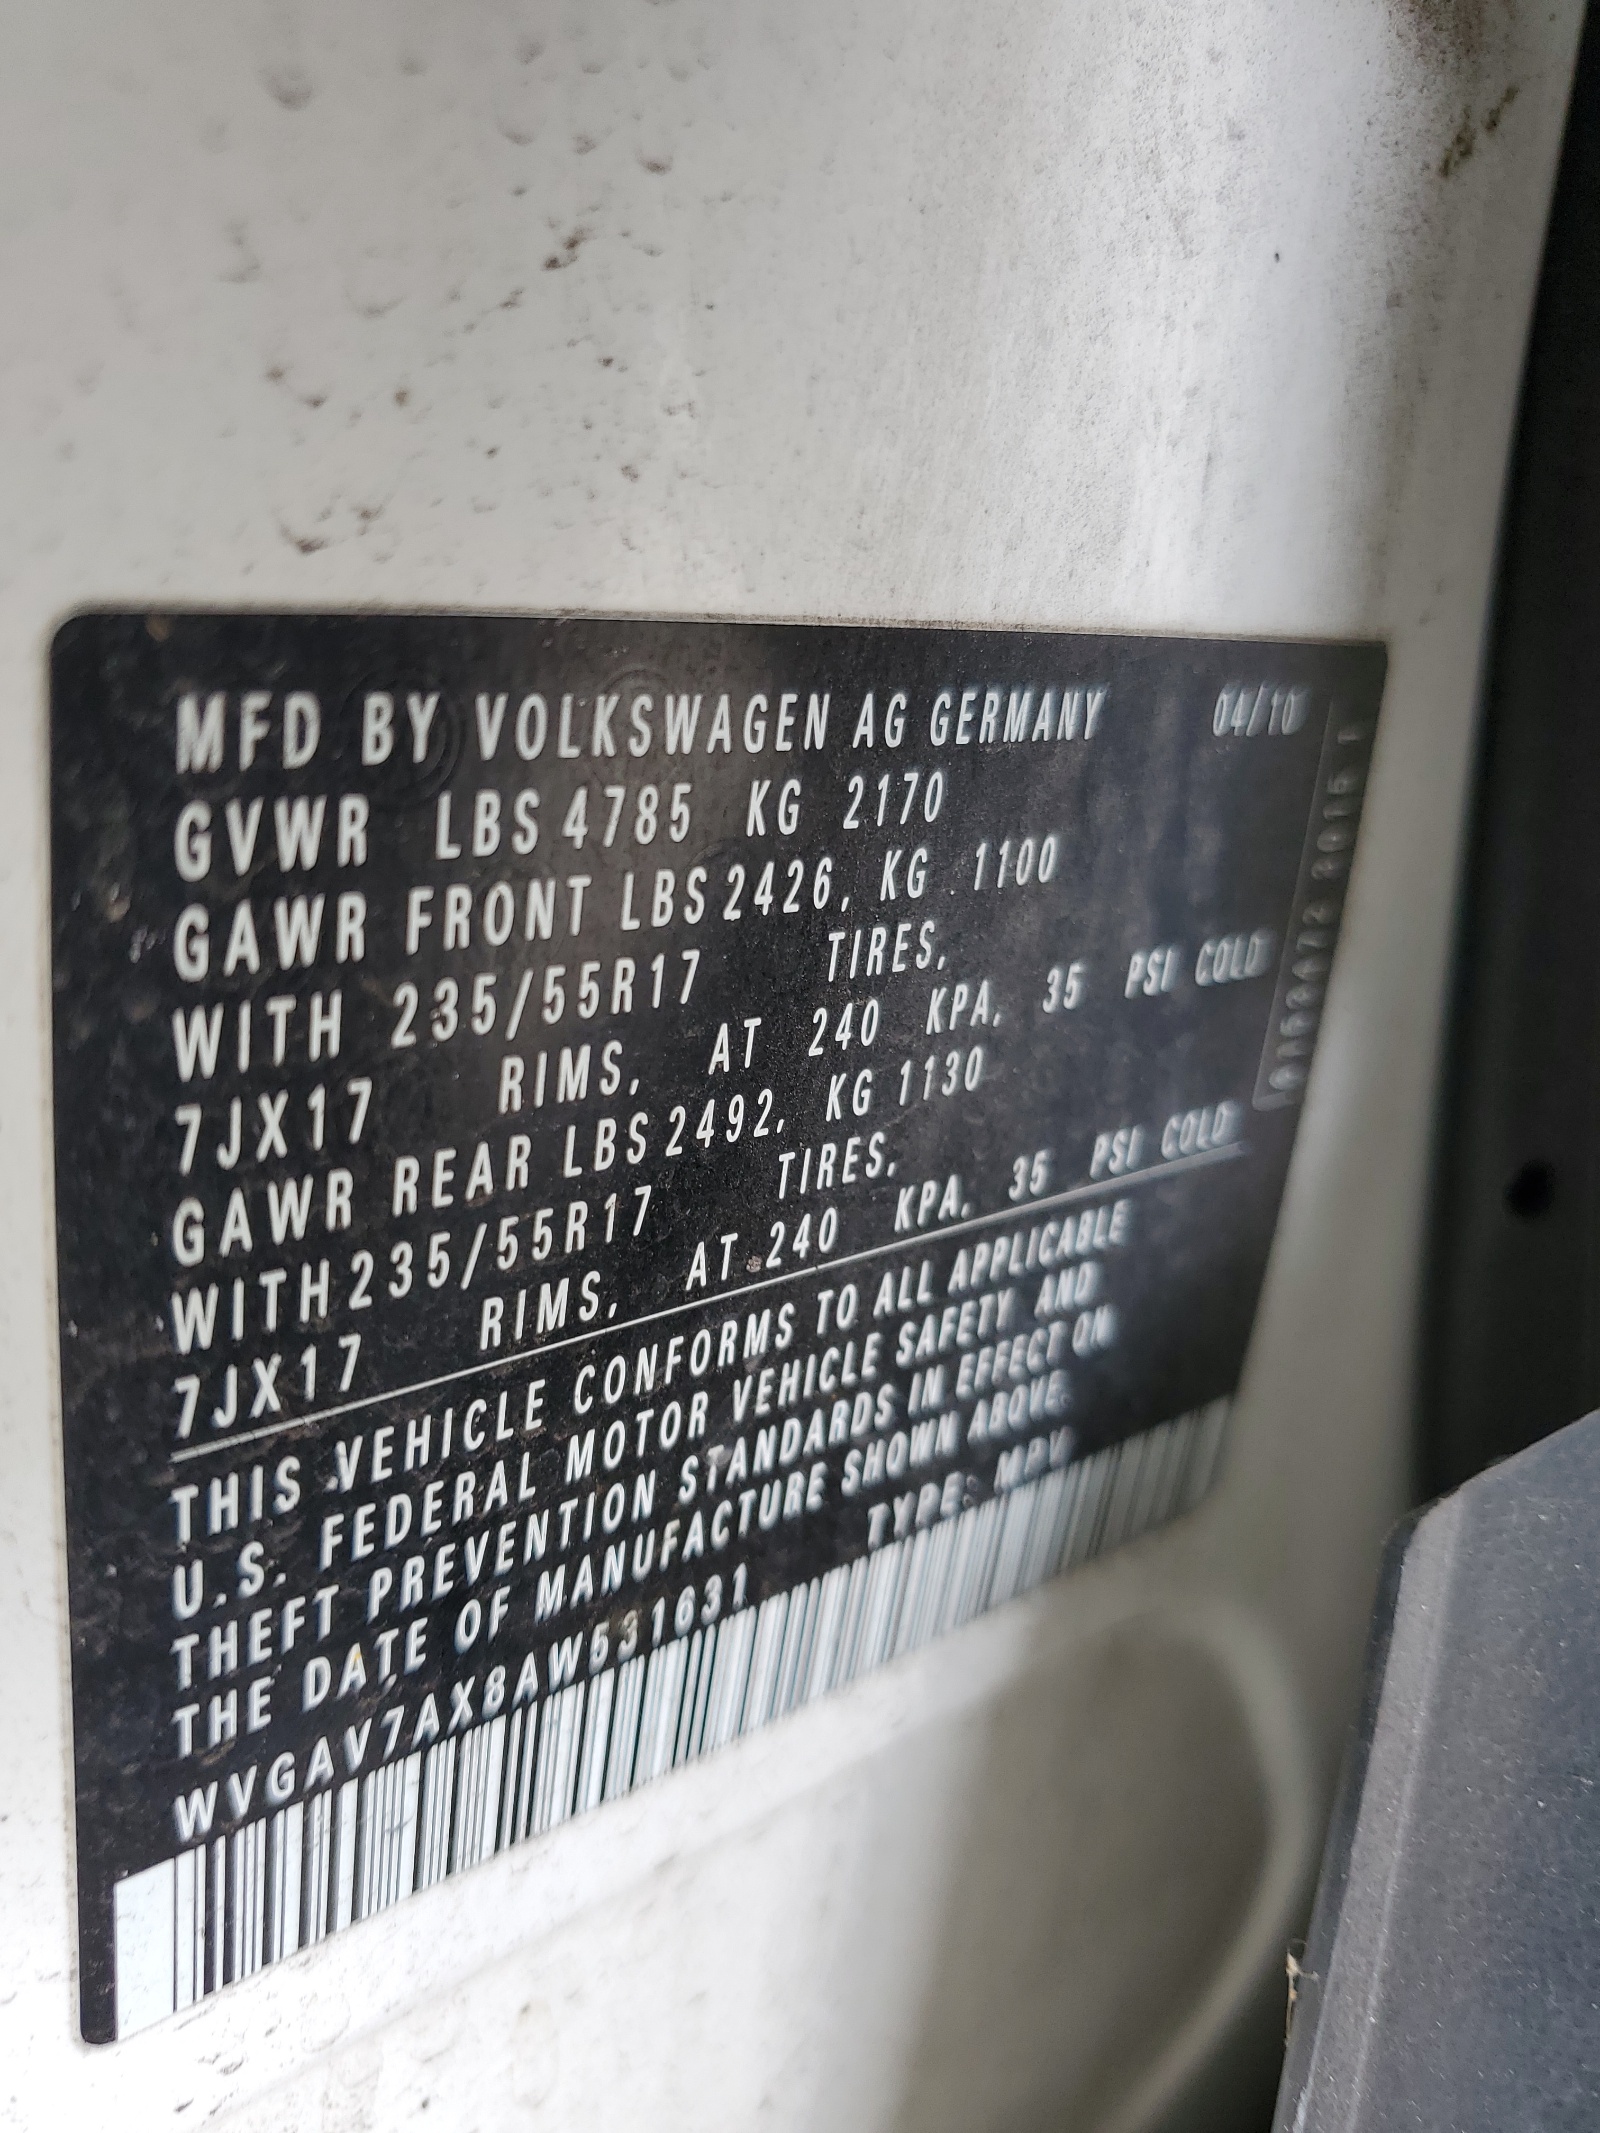 MFD BY VOLKSWAGEN AG GERMANY 04/10
GVWR LBS 4785 KG 2170
GAWR FRONT LBS 2426, KG 1100
WITH 235/55R17 TIRES,
7JX17 RIMS, AT 240 KPA, 35 PSI COLD
GAWR REAR LBS 2492, KG 1130
WITH 235/55R17 TIRES,
7JX17 RIMS, AT 240 KPA, 35 PSI COLD
THIS VEHICLE CONFORMS TO ALL APPLICABLE
U.S. FEDERAL MOTOR VEHICLE SAFETY AND
THEFT PREVENTION STANDARDS IN EFFECT ON
THE DATE OF MANUFACTURE SHOWN ABOVE.
WVGAV7AX8AW531631 TYPE: MPV